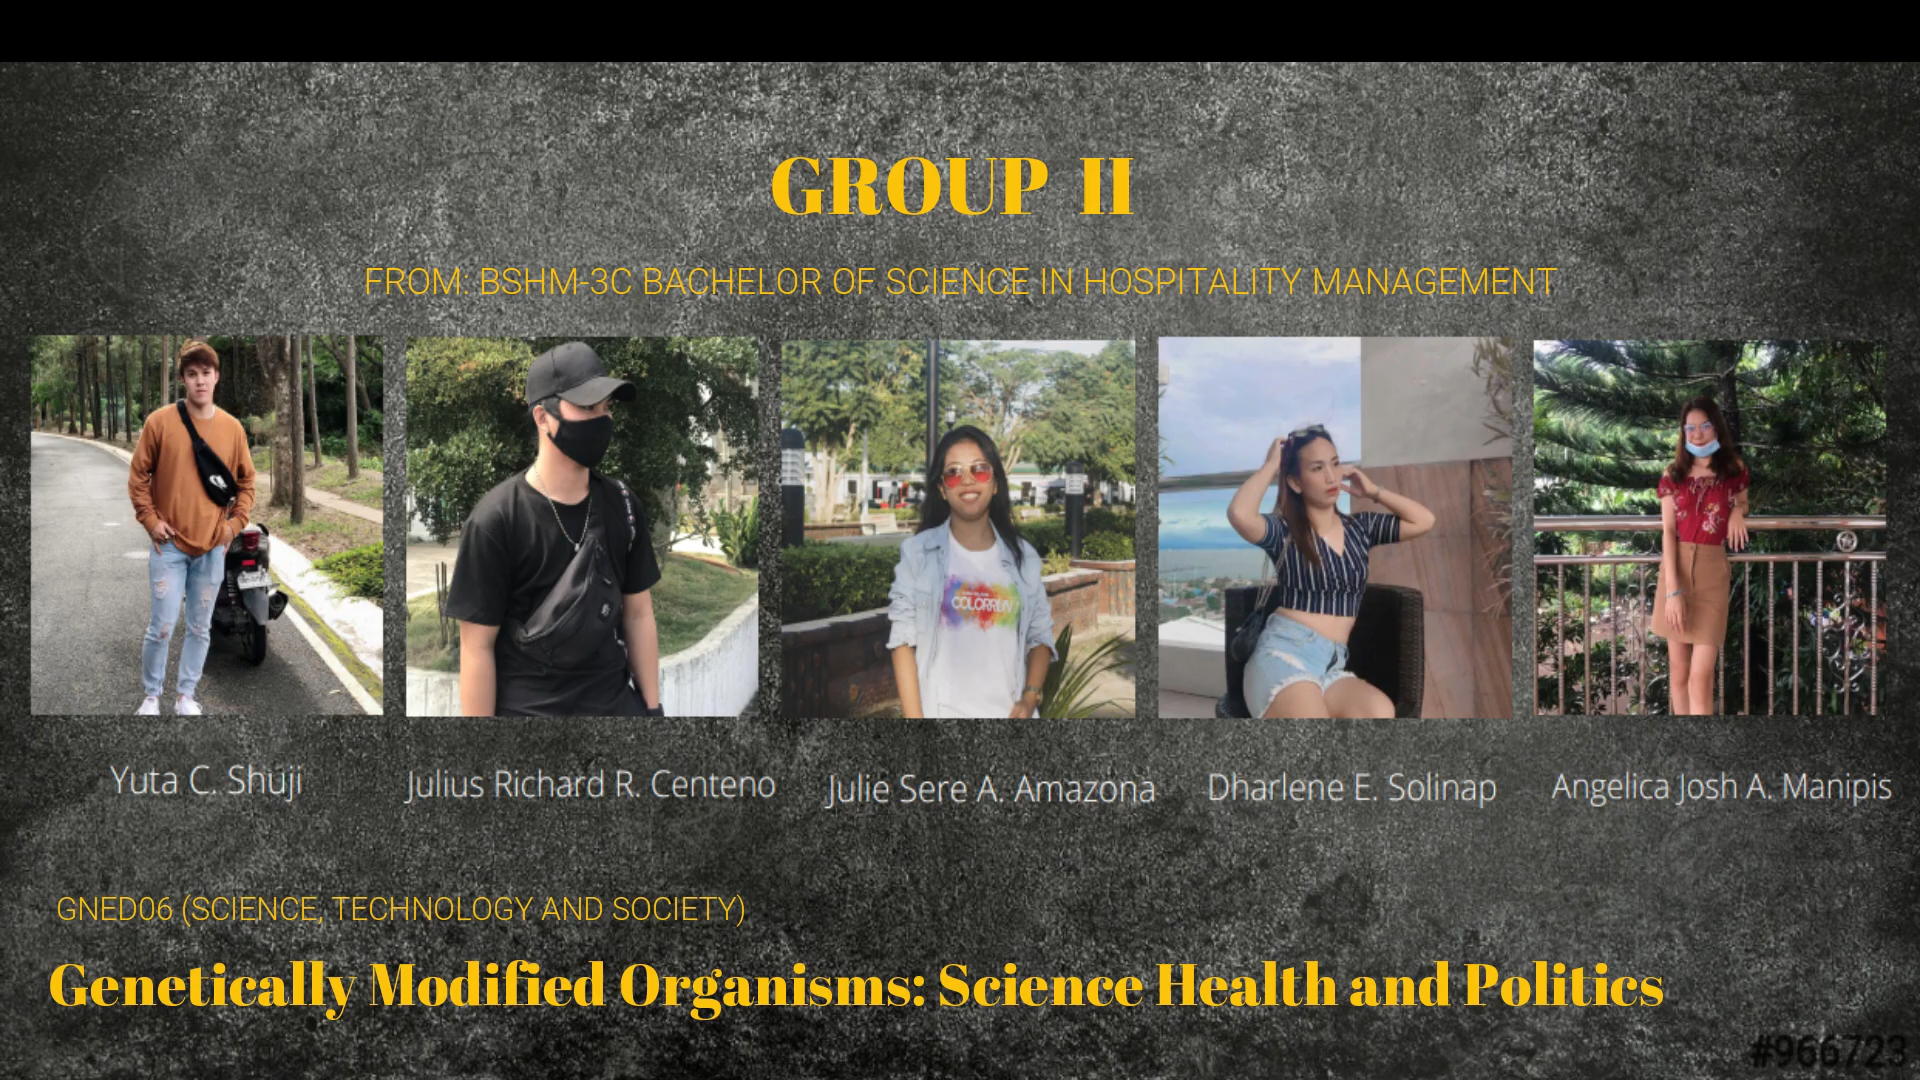 GROUP II
FROM: BSHM-3C BACHELOR OF SCIENCE IN HOSPITALITY MANAGEMENT
COLORRUN
Yuta C. Shuji
Julius Richard R. Centeno
Julie Sere A. Amazona
Dharlene E. Solinap
Angelica Josh A. Manipis
GNED06 (SCIENCE, TECHNOLOGY AND SOCIETY)
Genetically Modified Organisms: Science Health and Politics
#966723